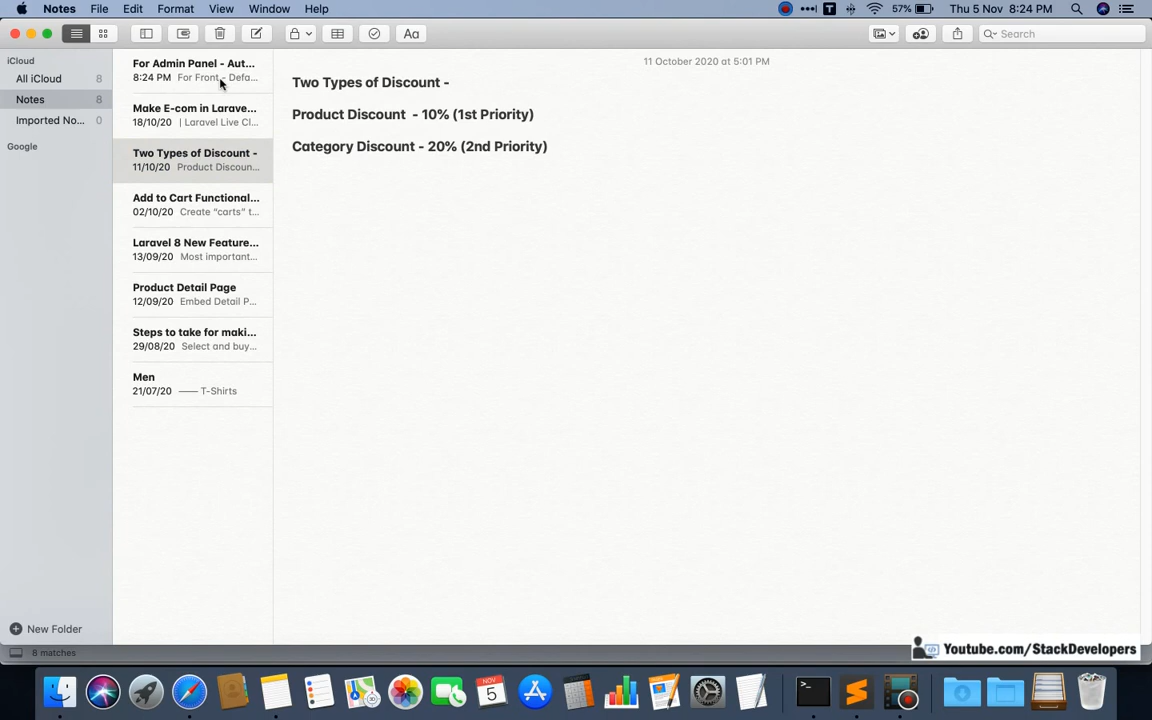 Notes File Edit Format View Window Help
57% Thu 5 Nov 8:24 PM
Aa
Search
iCloud
All iCloud 8
Notes 8
Imported No... 0
Google
New Folder
8 matches
For Admin Panel - Aut...
8:24 PM For Front - Defa...
Make E-com in Larave...
18/10/20 | Laravel Live Cl...
Two Types of Discount -
11/10/20 Product Discoun...
Add to Cart Functional...
02/10/20 Create “carts” t...
Laravel 8 New Feature...
13/09/20 Most important...
Product Detail Page
12/09/20 Embed Detail P...
Steps to take for maki...
29/08/20 Select and buy...
Men
21/07/20 —— T-Shirts
11 October 2020 at 5:01 PM
Two Types of Discount -
Product Discount - 10% (1st Priority)
Category Discount - 20% (2nd Priority)
Youtube.com/StackDevelopers
NOV
5